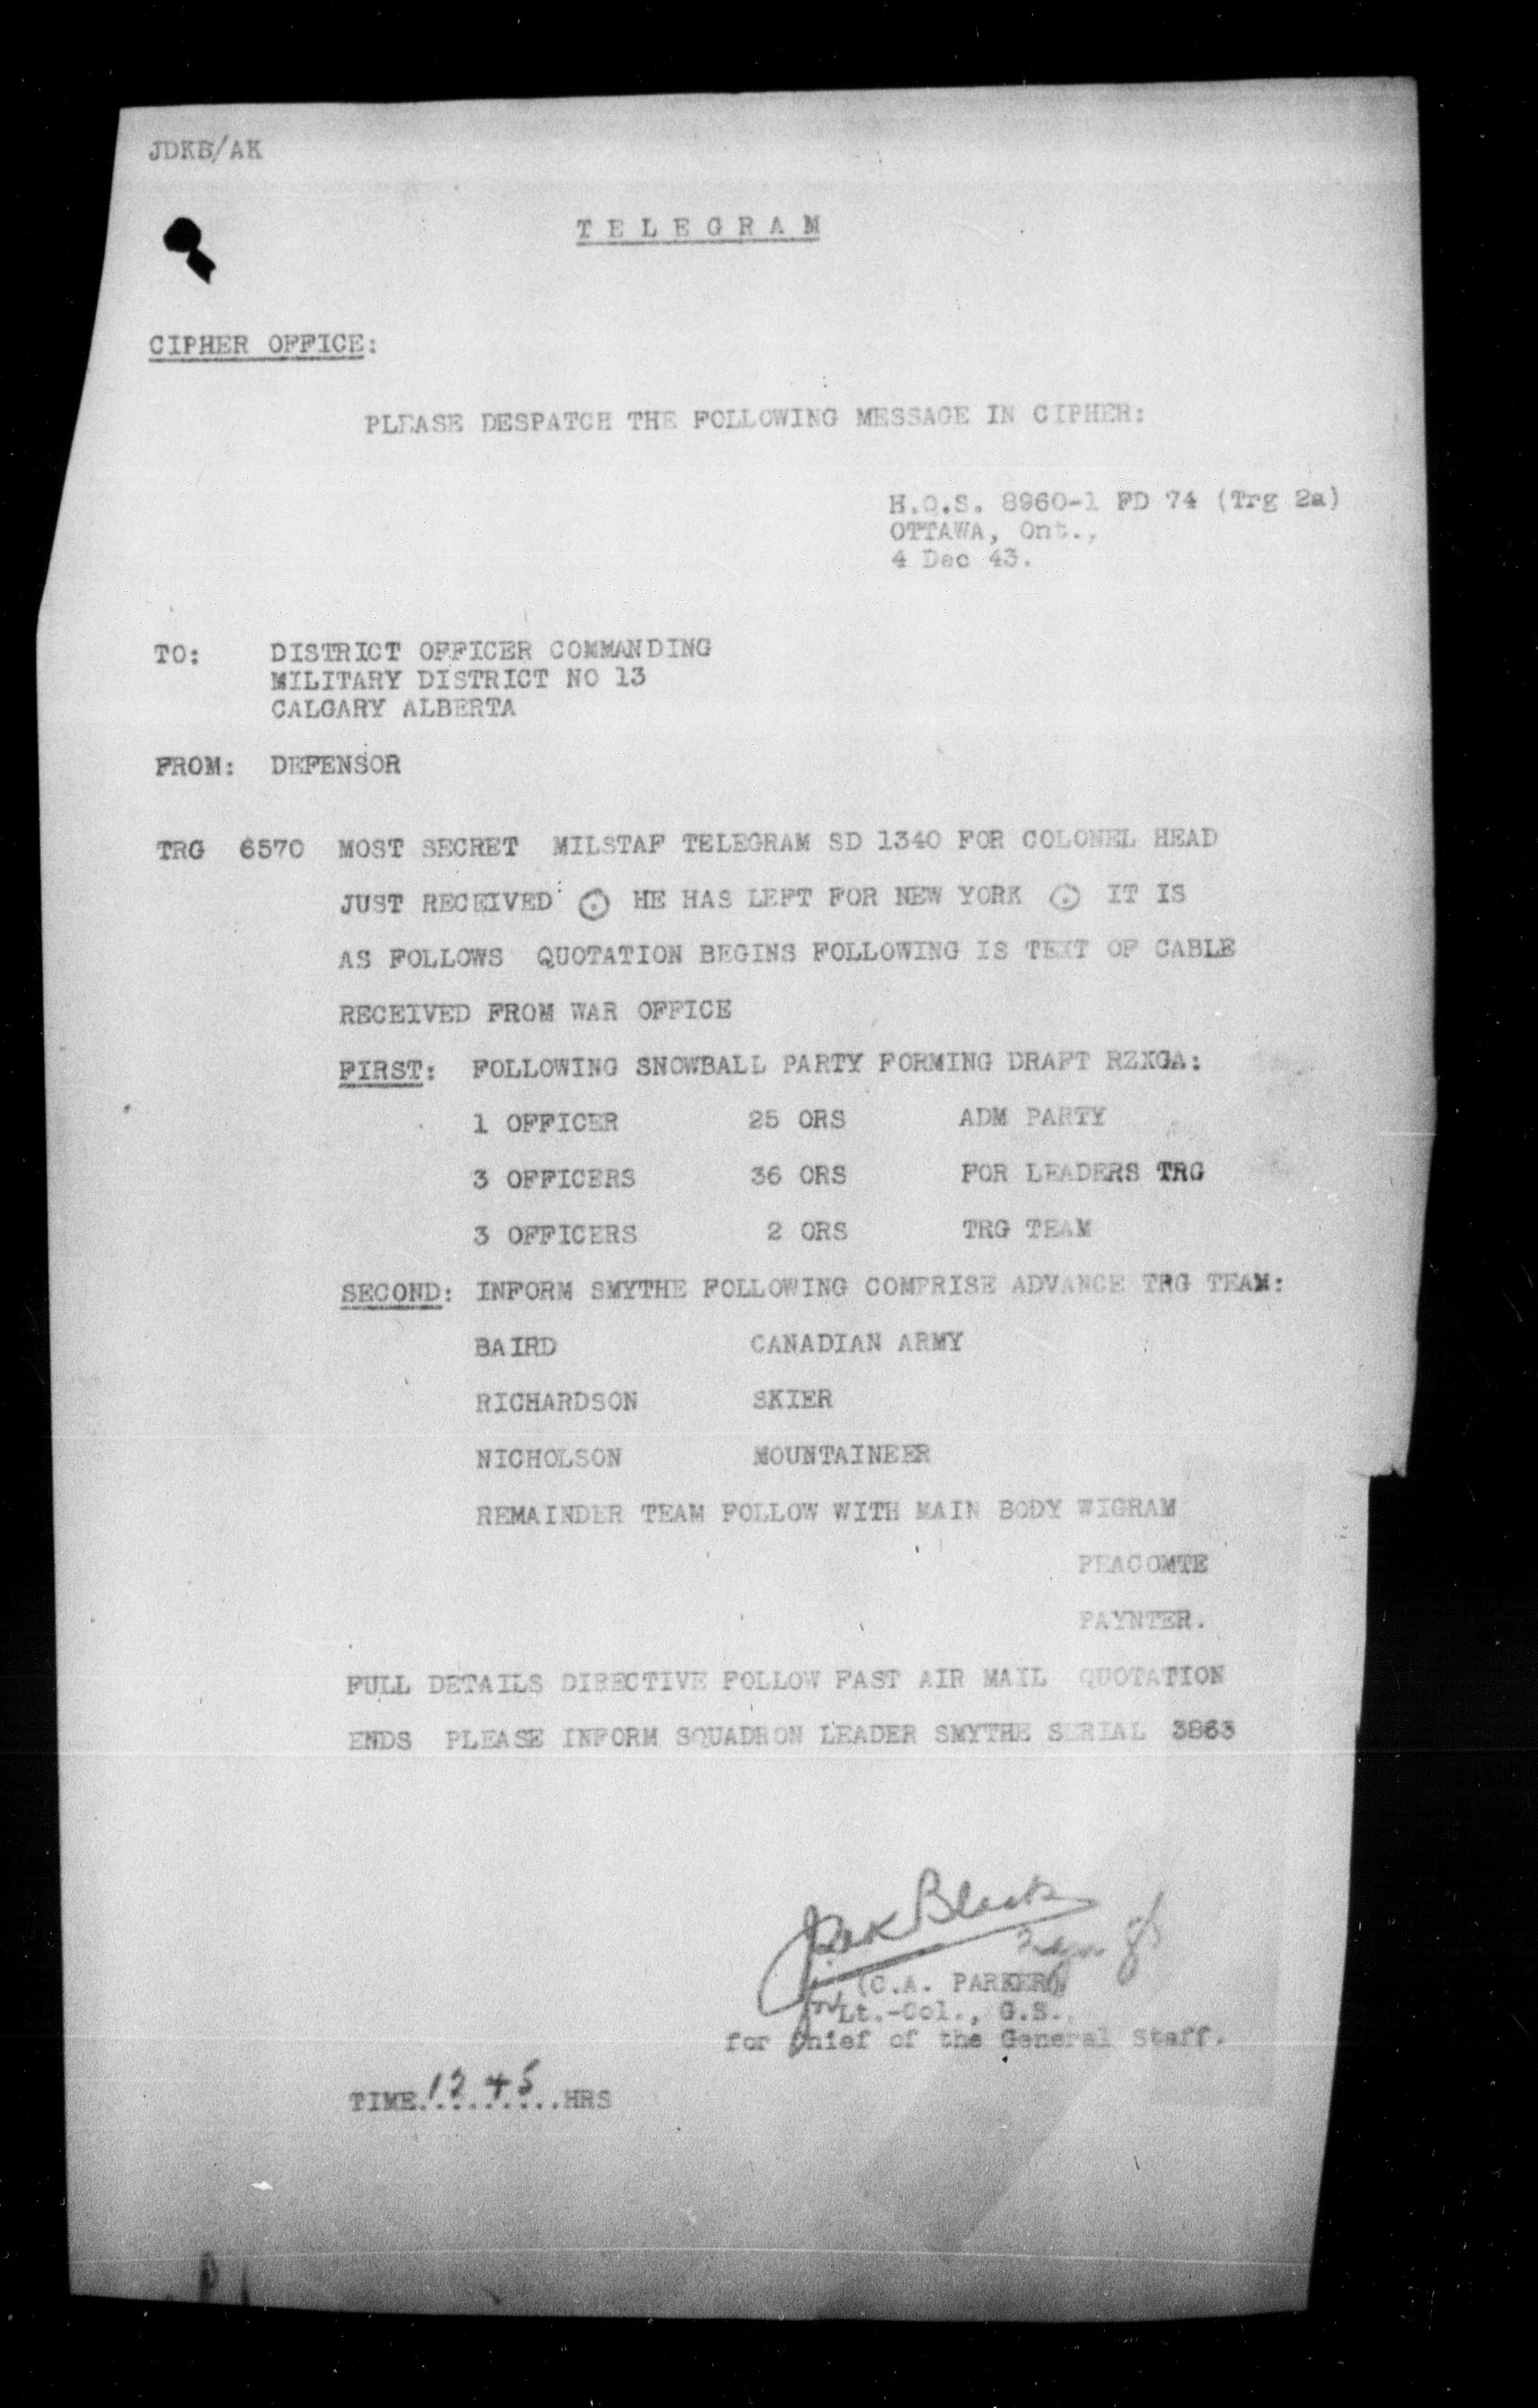 JDKB/AK
TELEGRAM
CIPHER OFFICE:
PLEASE DESPATCH THE FOLLOWING MESSAGE IN CIPHER:
H.Q.S. 8960-1 FD 74 (Trg 2a)
OTTAWA, Ont.,
4 Dec 43.
TO: DISTRICT OFFICER COMMANDING
MILITARY DISTRICT NO 13
CALGARY ALBERTA
FROM: DEFENSOR
TRG 6570 MOST SECRET MILSTAF TELEGRAM SD 1340 FOR COLONEL HEAD
JUST RECEIVED ⊙ HE HAS LEFT FOR NEW YORK ⊙ IT IS
AS FOLLOWS QUOTATION BEGINS FOLLOWING IS TEXT OF CABLE
RECEIVED FROM WAR OFFICE
FIRST: FOLLOWING SNOWBALL PARTY FORMING DRAFT RZXGA:
1 OFFICER 25 ORS ADM PARTY
3 OFFICERS 36 ORS FOR LEADERS TRG
3 OFFICERS 2 ORS TRG TEAM
SECOND: INFORM SMYTHE FOLLOWING COMPRISE ADVANCE TRG TEAM:
BAIRD CANADIAN ARMY
RICHARDSON SKIER
NICHOLSON MOUNTAINEER
REMAINDER TEAM FOLLOW WITH MAIN BODY WIGRAM
PEACOMTE
PAYNTER.
FULL DETAILS DIRECTIVE FOLLOW FAST AIR MAIL QUOTATION
ENDS PLEASE INFORM SQUADRON LEADER SMYTHE SERIAL 3863
Black
(C.A. PARKER)
for Lt.-Col., G.S.,
for Chief of the General Staff.
TIME 1245 HRS